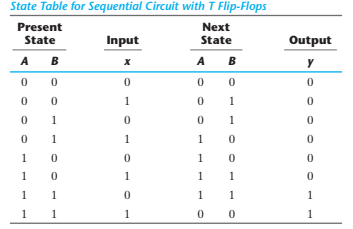 State Table for Sequential Circuit with T Flip-Flops
Present State Input Next State Output
A B x A B y
0 0 0 0 0 0
0 0 1 0 1 0
0 1 0 0 1 0
0 1 1 1 0 0
1 0 0 1 0 0
1 0 1 1 1 0
1 1 0 1 1 1
1 1 1 0 0 1